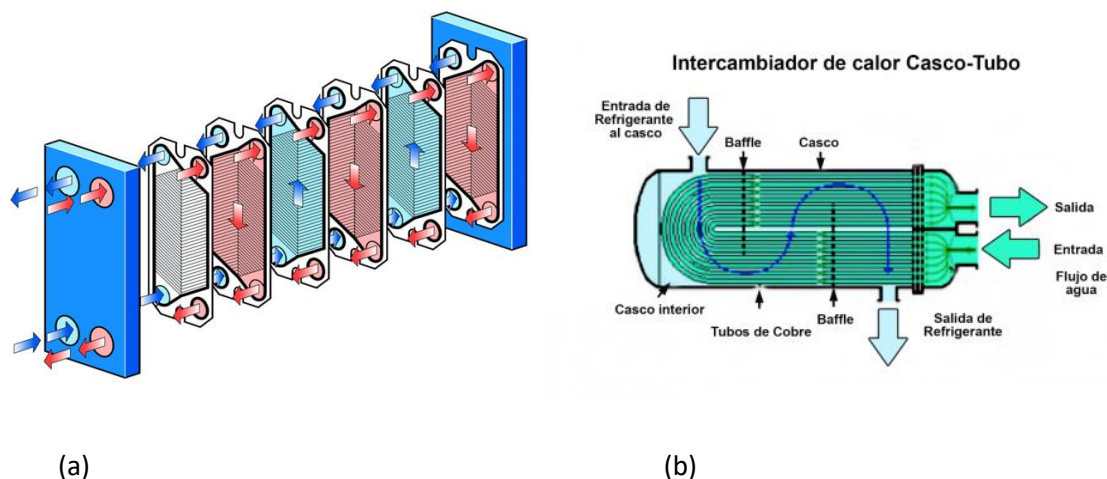 Intercambiador de calor Casco-Tubo
Entrada de
Refrigerante
al casco
Baffle
Casco
Salida
Entrada
Flujo de
agua
Casco interior
Tubos de Cobre
Baffle
Salida de
Refrigerante
(a)
(b)